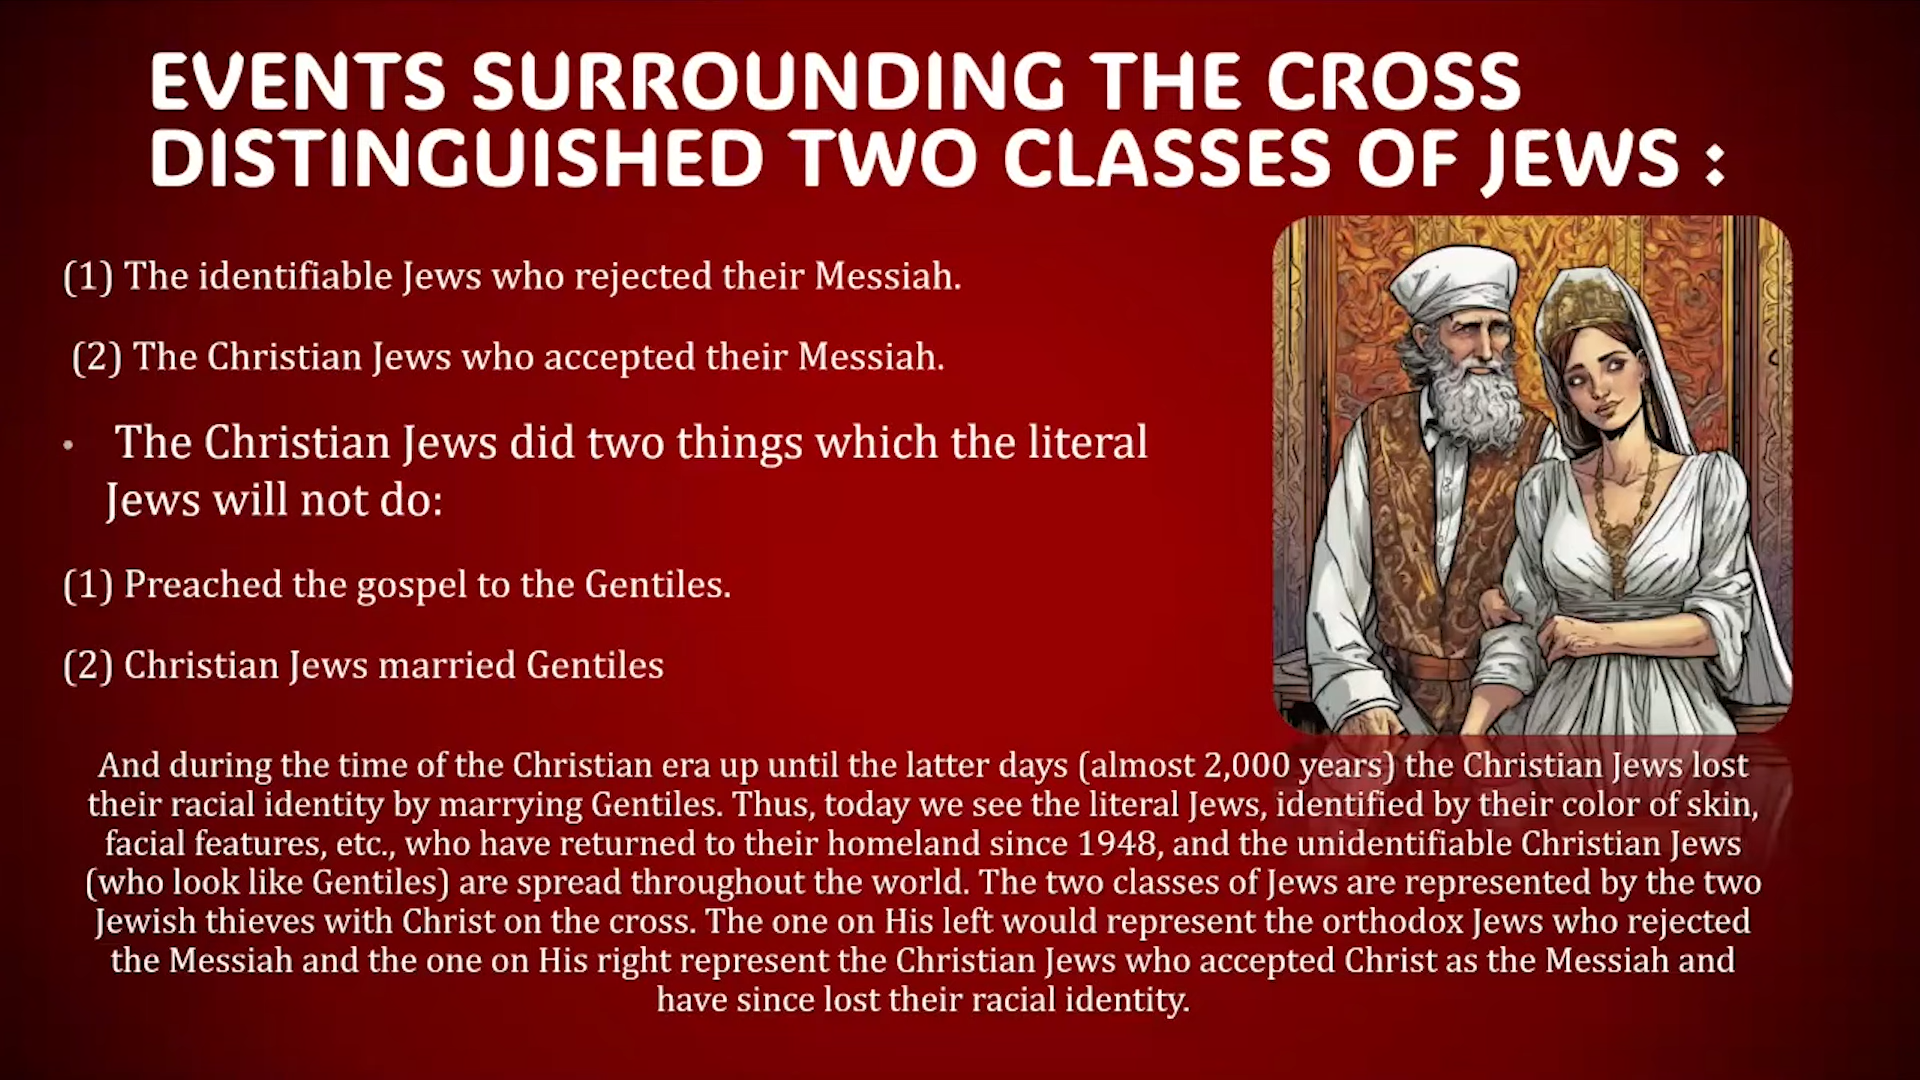 EVENTS SURROUNDING THE CROSS
DISTINGUISHED TWO CLASSES OF JEWS :
(1) The identifiable Jews who rejected their Messiah.
(2) The Christian Jews who accepted their Messiah.
• The Christian Jews did two things which the literal
Jews will not do:
(1) Preached the gospel to the Gentiles.
(2) Christian Jews married Gentiles
And during the time of the Christian era up until the latter days (almost 2,000 years) the Christian Jews lost
their racial identity by marrying Gentiles. Thus, today we see the literal Jews, identified by their color of skin,
facial features, etc., who have returned to their homeland since 1948, and the unidentifiable Christian Jews
(who look like Gentiles) are spread throughout the world. The two classes of Jews are represented by the two
Jewish thieves with Christ on the cross. The one on His left would represent the orthodox Jews who rejected
the Messiah and the one on His right represent the Christian Jews who accepted Christ as the Messiah and
have since lost their racial identity.